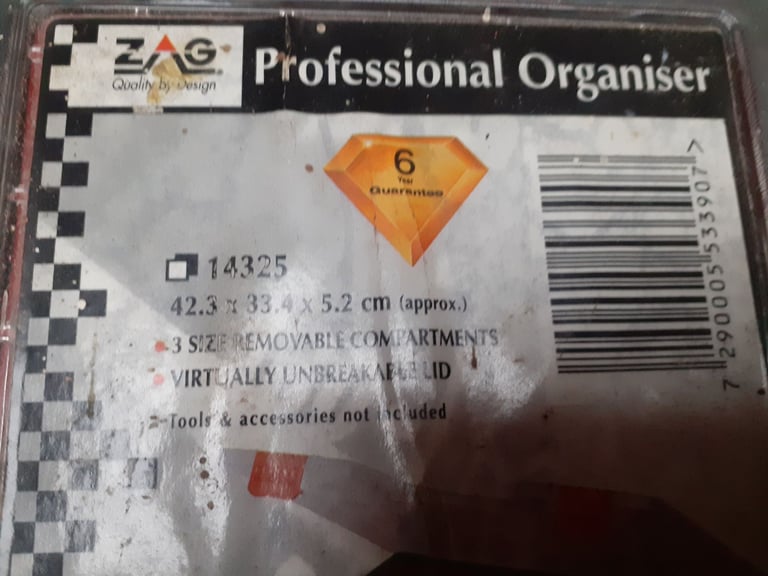 ZAG
Quality by Design
Professional Organiser
6
Year
Guarantee
14325
42.3 x 33.4 x 5.2 cm (approx.)
3 SIZE REMOVABLE COMPARTMENTS
VIRTUALLY UNBREAKABLE LID
Tools & accessories not included
7 290005 533907 >